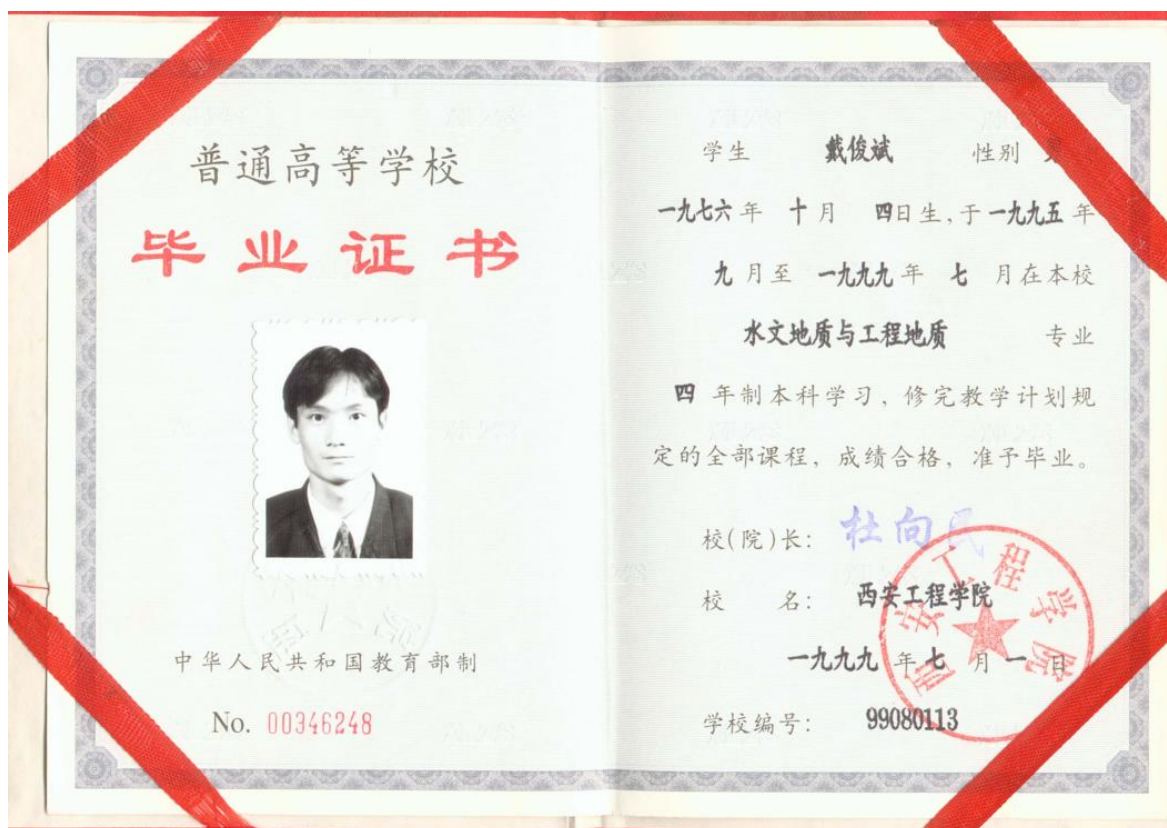 普通高等学校
毕业证书
中华人民共和国教育部制
No. 00346248
学生 戴俊斌 性别
一九七六年 十月 四日生,于一九九五年
九月至 一九九九年 七 月在本校
水文地质与工程地质 专业
四 年制本科学习，修完教学计划规
定的全部课程，成绩合格，准予毕业。
校(院)长: 杜向民
校 名: 西安工程学院
一九九九 年 七 月 一 日
学校编号: 99080113
西安工程学院